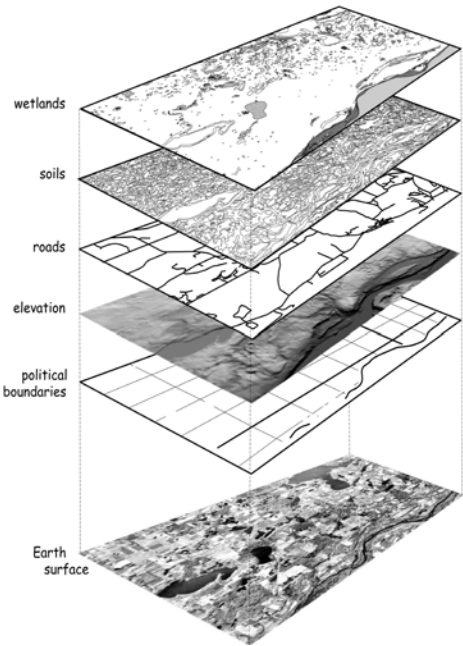 wetlands
soils
roads
elevation
political
boundaries
Earth
surface